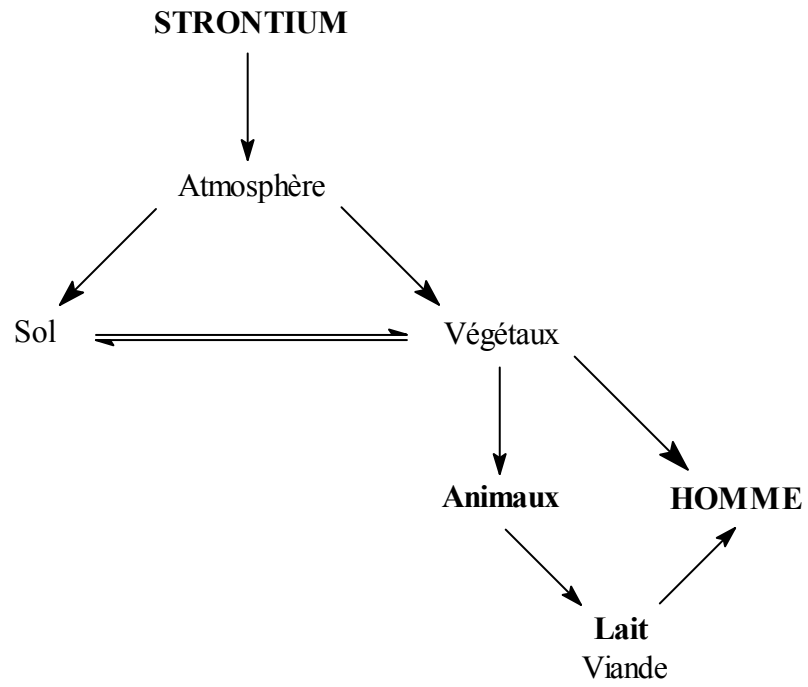 STRONTIUM
Atmosphère
Sol
Végétaux
Animaux
HOMME
Lait
Viande